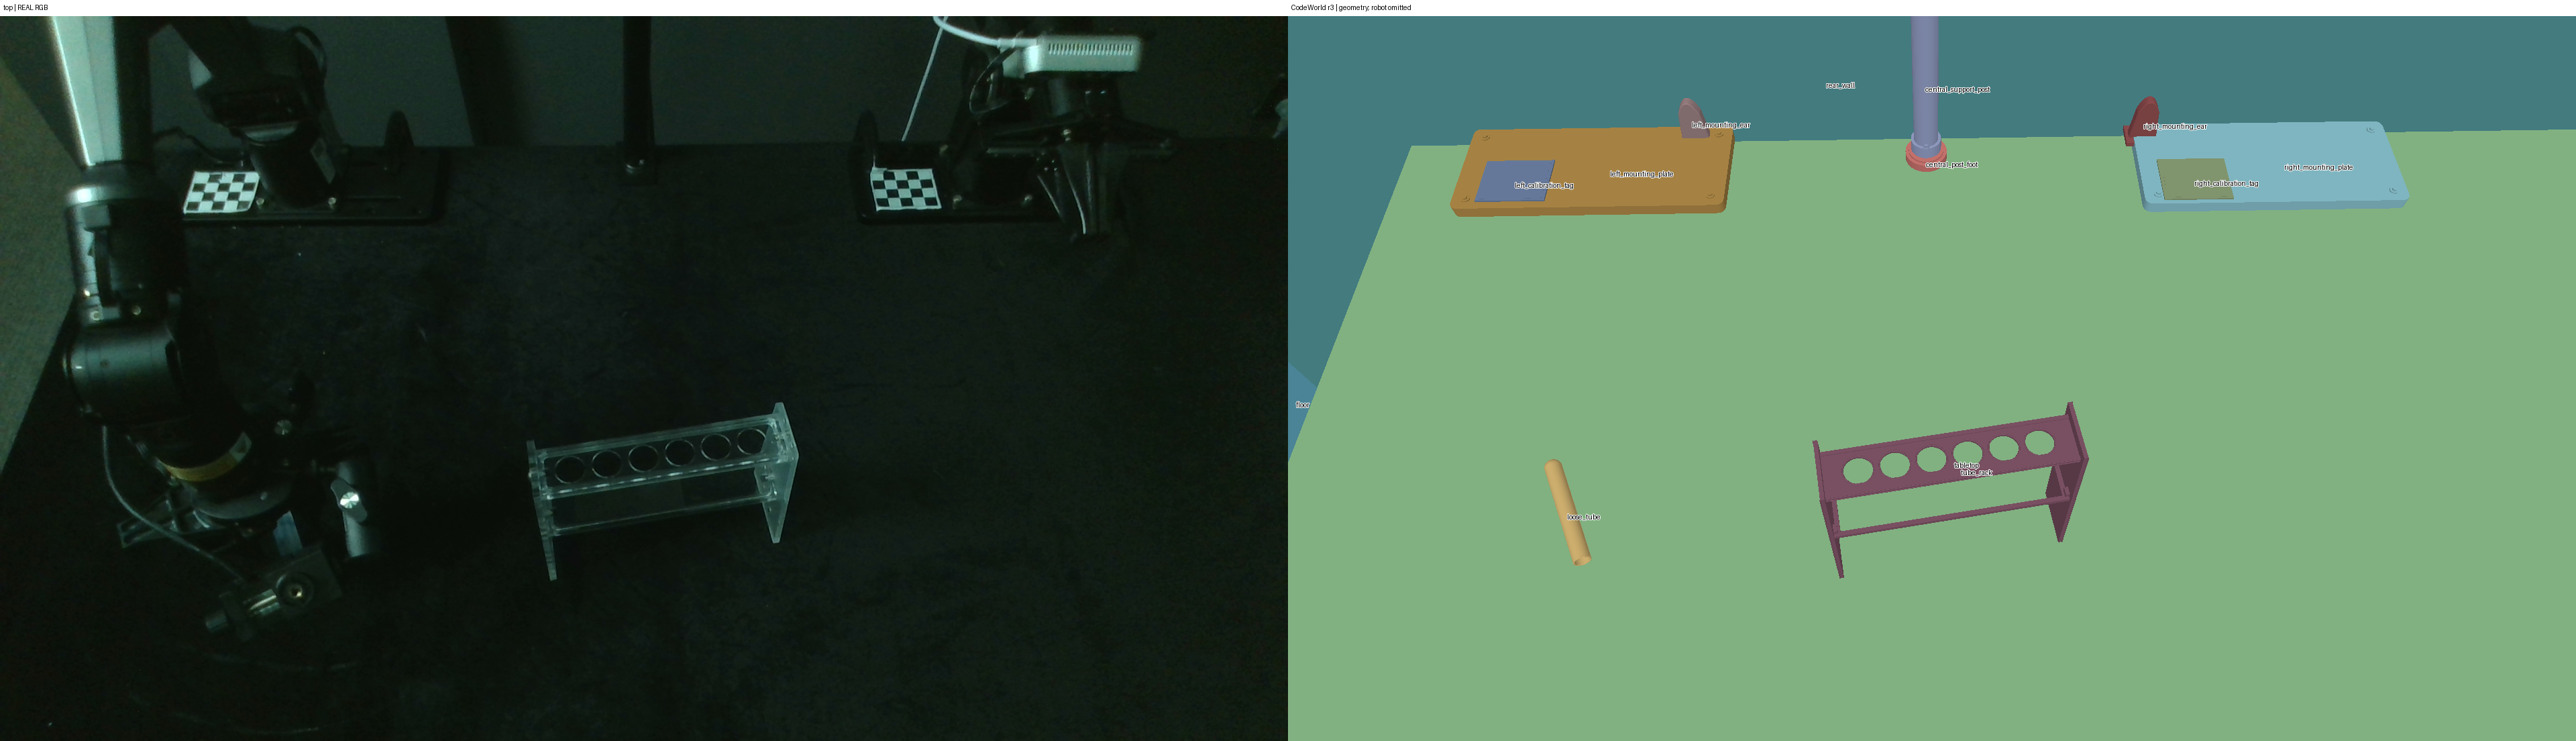 top | REAL RGB
CodeWorld r3 | geometry, robot omitted
rear_wall
central_support_post
left_mounting_ear
right_mounting_ear
central_post_foot
left_mounting_plate
right_mounting_plate
left_calibration_tag
right_calibration_tag
floor
tabletop
tube_rack
loose_tube